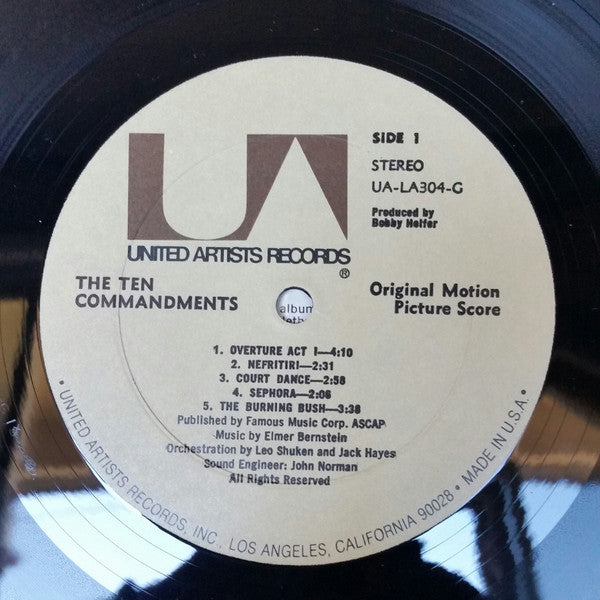 SIDE 1
STEREO
UA-LA304-G
Produced by
Bobby Helfer
UA
UNITED ARTISTS RECORDS
®
THE TEN
COMMANDMENTS
Original Motion
Picture Score
album
1. OVERTURE ACT I—4:10
2. NEFRITIRI—2:31
3. COURT DANCE—2:58
4. SEPHORA—2:06
5. THE BURNING BUSH—3:38
Published by Famous Music Corp. ASCAP
Music by Elmer Bernstein
Orchestration by Leo Shuken and Jack Hayes
Sound Engineer: John Norman
All Rights Reserved
• UNITED ARTISTS RECORDS, INC., LOS ANGELES, CALIFORNIA 90028 • MADE IN U.S.A. •